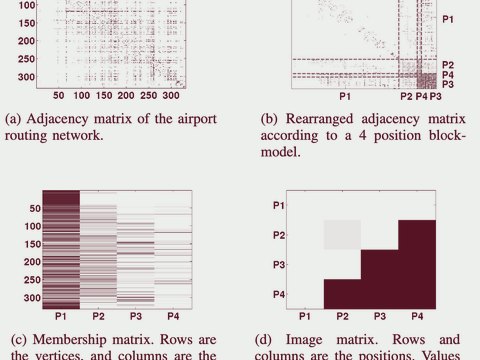 100
150
200
250
300
50 100 150 200 250 300
P1
P2
P4
P3
P1 P2 P4 P3
(a) Adjacency matrix of the airport
routing network.
(b) Rearranged adjacency matrix
according to a 4 position block-
model.
50
100
150
200
250
300
P1 P2 P3 P4
P1
P2
P3
P4
P1 P2 P3 P4
(c) Membership matrix. Rows are
the vertices, and columns are the
(d) Image matrix. Rows and
columns are the positions. Values